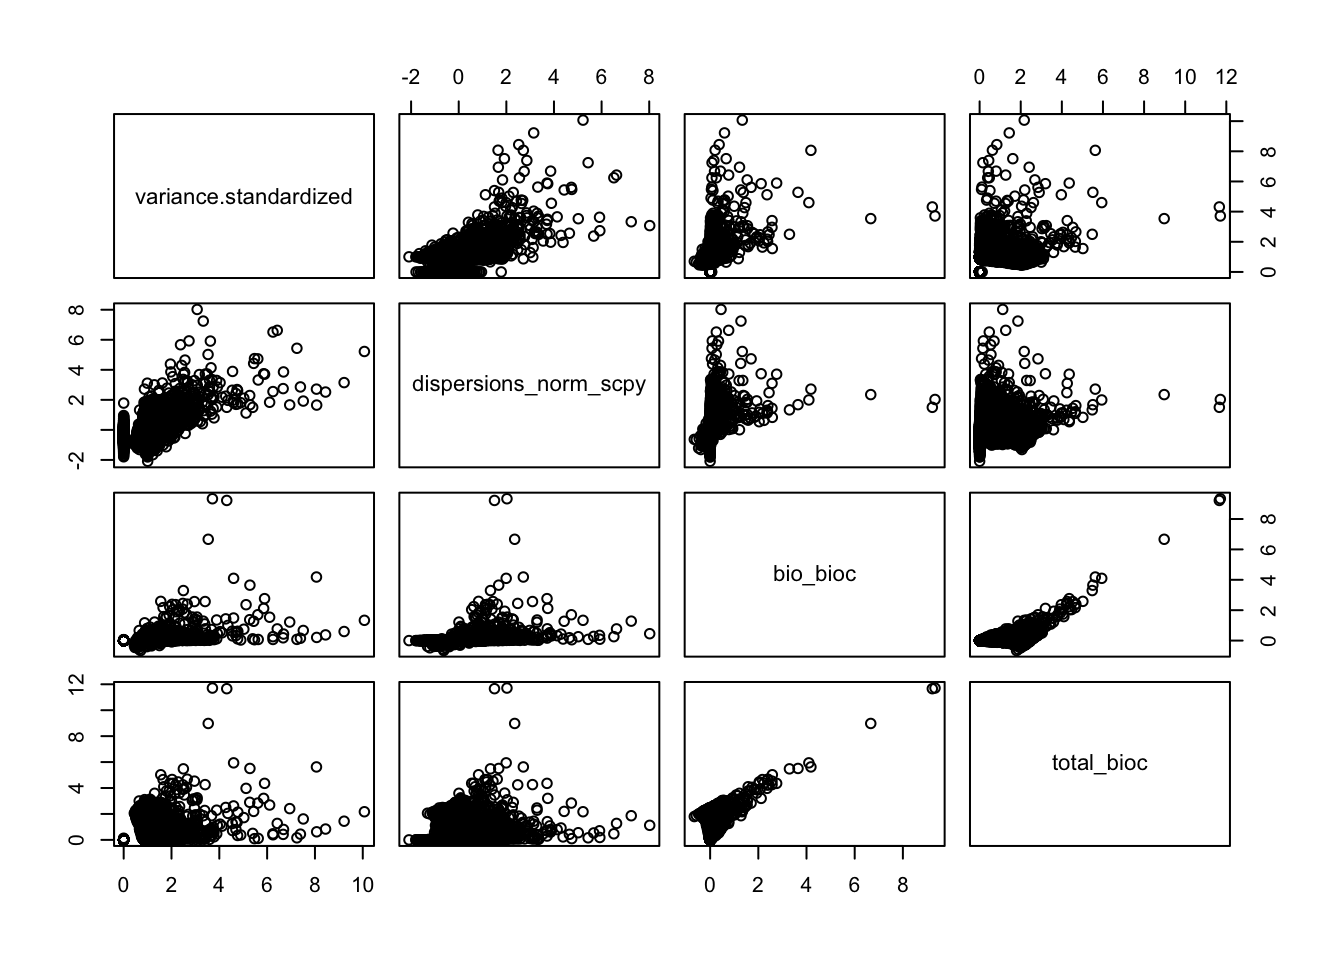 -2 0 2 4 6 8 0 2 4 6 8 10 12
variance.standardized
0 2 4 6 8
dispersions_norm_scpy
-2 2 4 6 8
bio_bioc
0 2 4 6 8
total_bioc
0 4 8 12
0 2 4 6 8 10 0 2 4 6 8